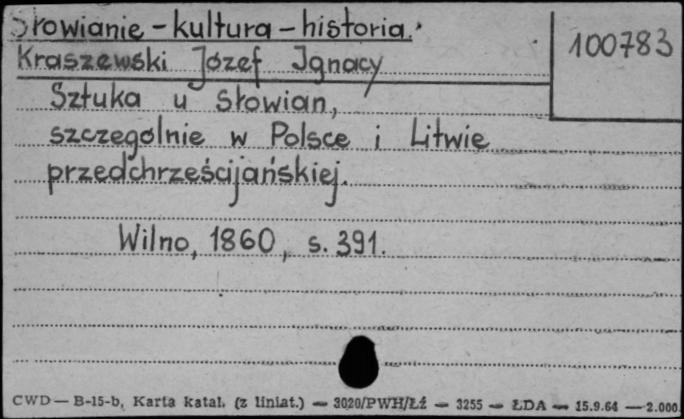 Słowianie - kultura - historia.
100783
Kraszewski Józef Ignacy
Sztuka u Słowian,
szczególnie w Polsce i Litwie
przedchrześcijańskiej.
Wilno, 1860, s. 391.
CWD — B-15-b, Karta katal. (z liniat.) — 3020/PWH/Łź — 3255 — ŁDA — 15.9.64 — 2.000